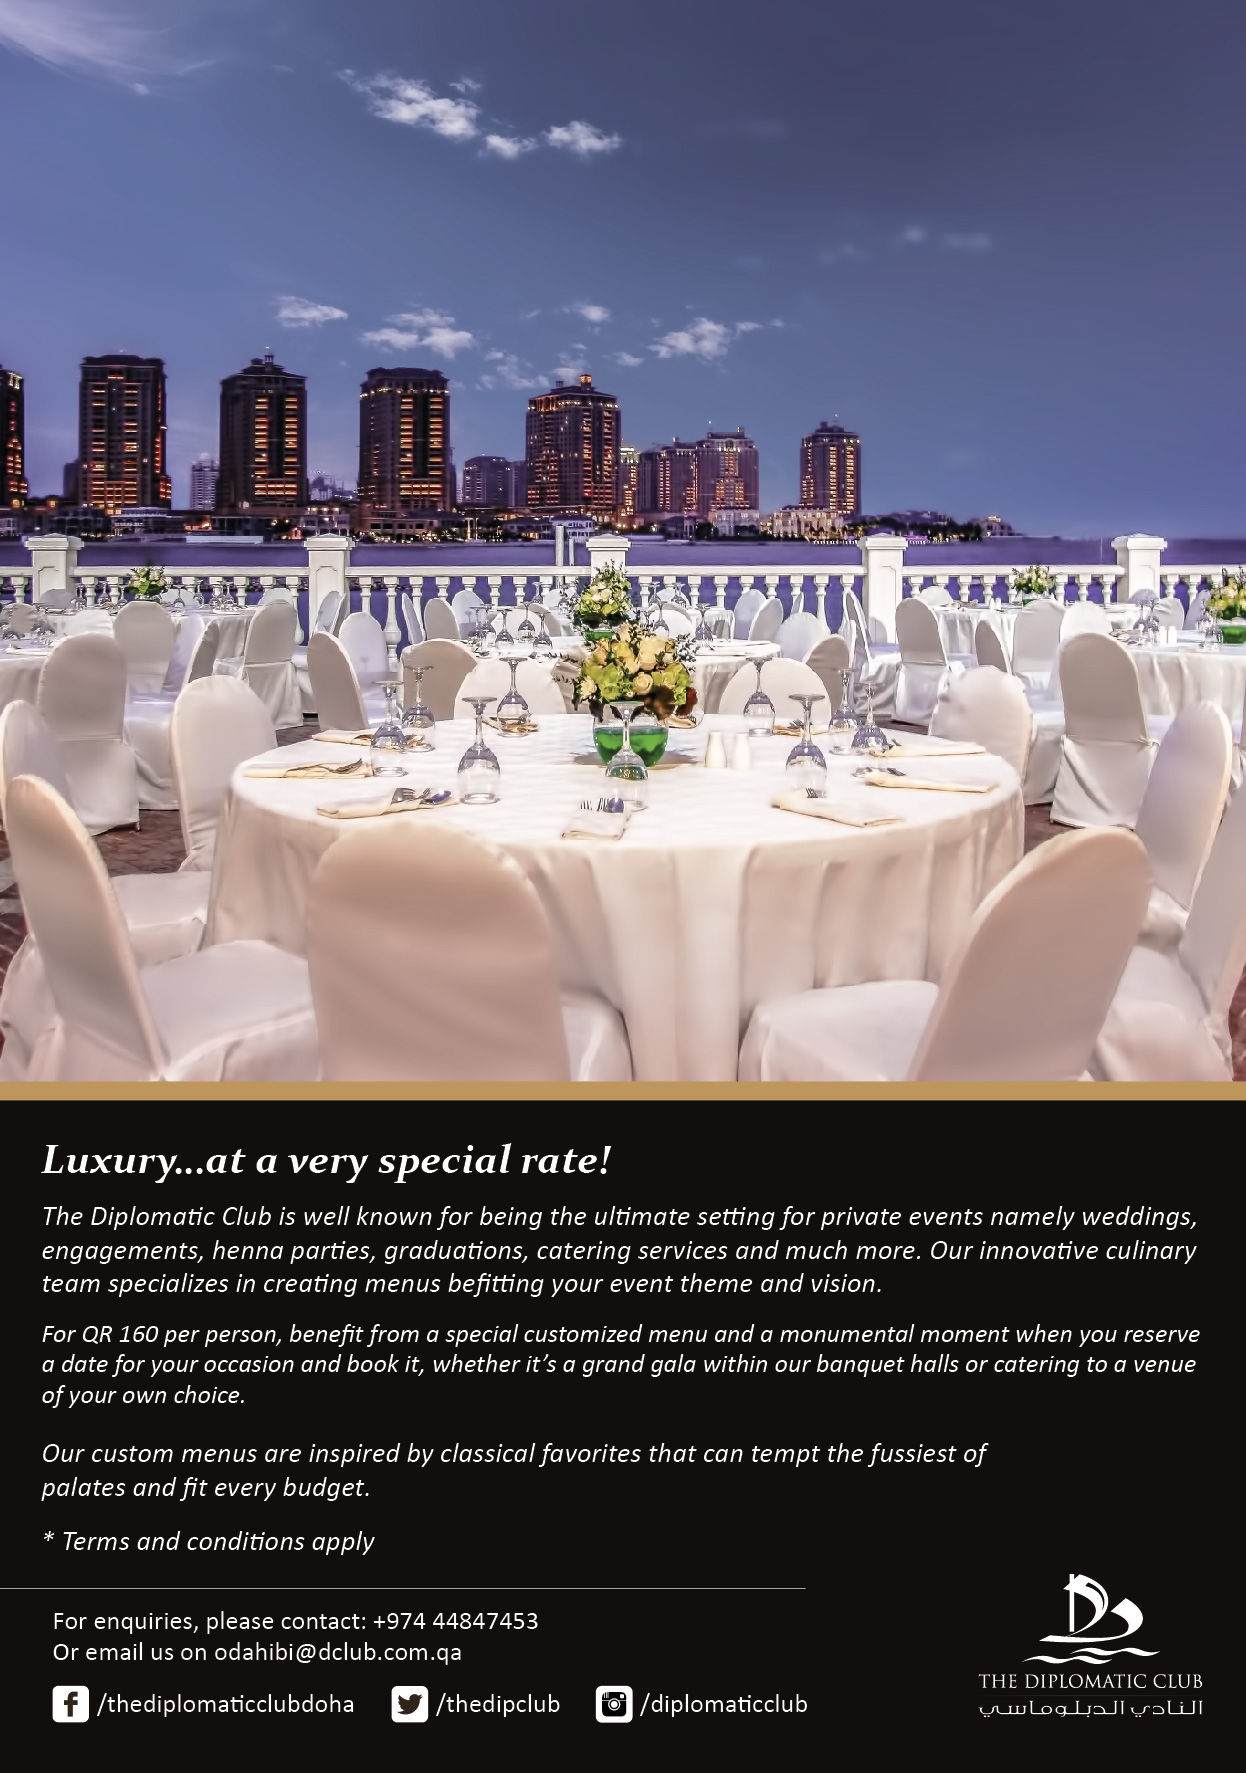 Luxury...at a very special rate!
The Diplomatic Club is well known for being the ultimate setting for private events namely weddings,
engagements, henna parties, graduations, catering services and much more. Our innovative culinary
team specializes in creating menus befitting your event theme and vision.
For QR 160 per person, benefit from a special customized menu and a monumental moment when you reserve
a date for your occasion and book it, whether it’s a grand gala within our banquet halls or catering to a venue
of your own choice.
Our custom menus are inspired by classical favorites that can tempt the fussiest of
palates and fit every budget.
* Terms and conditions apply
For enquiries, please contact: +974 44847453
Or email us on odahibi@dclub.com.qa
/thediplomaticclubdoha /thedipclub /diplomaticclub
THE DIPLOMATIC CLUB
النادي الدبلوماسي